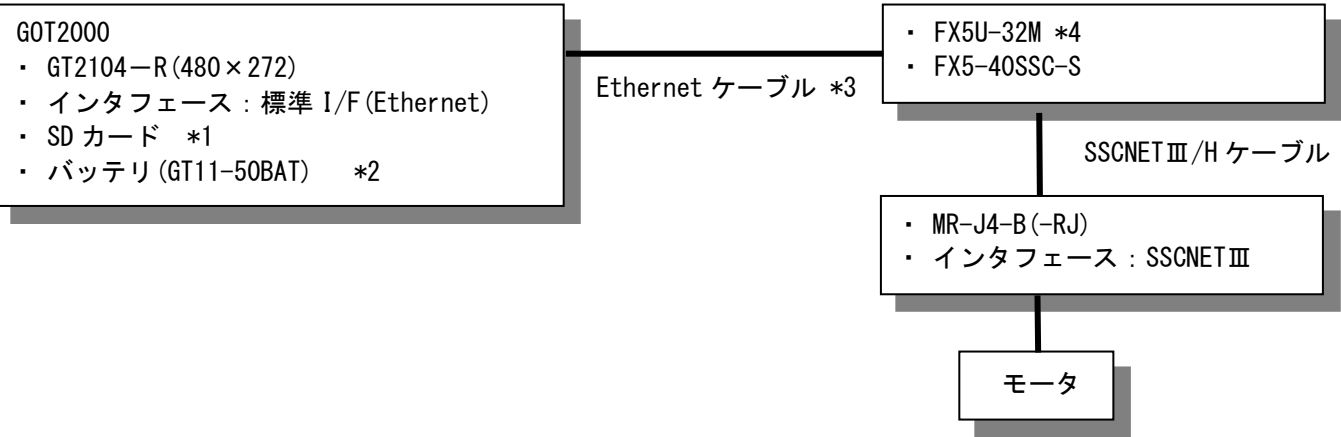 GOT2000
・ GT2104－R(480×272)
・ インタフェース：標準 I/F(Ethernet)
・ SD カード *1
・ バッテリ(GT11-50BAT) *2
Ethernet ケーブル *3
・ FX5U-32M *4
・ FX5-40SSC-S
SSCNETⅢ/H ケーブル
・ MR-J4-B(-RJ)
・ インタフェース：SSCNETⅢ
モータ